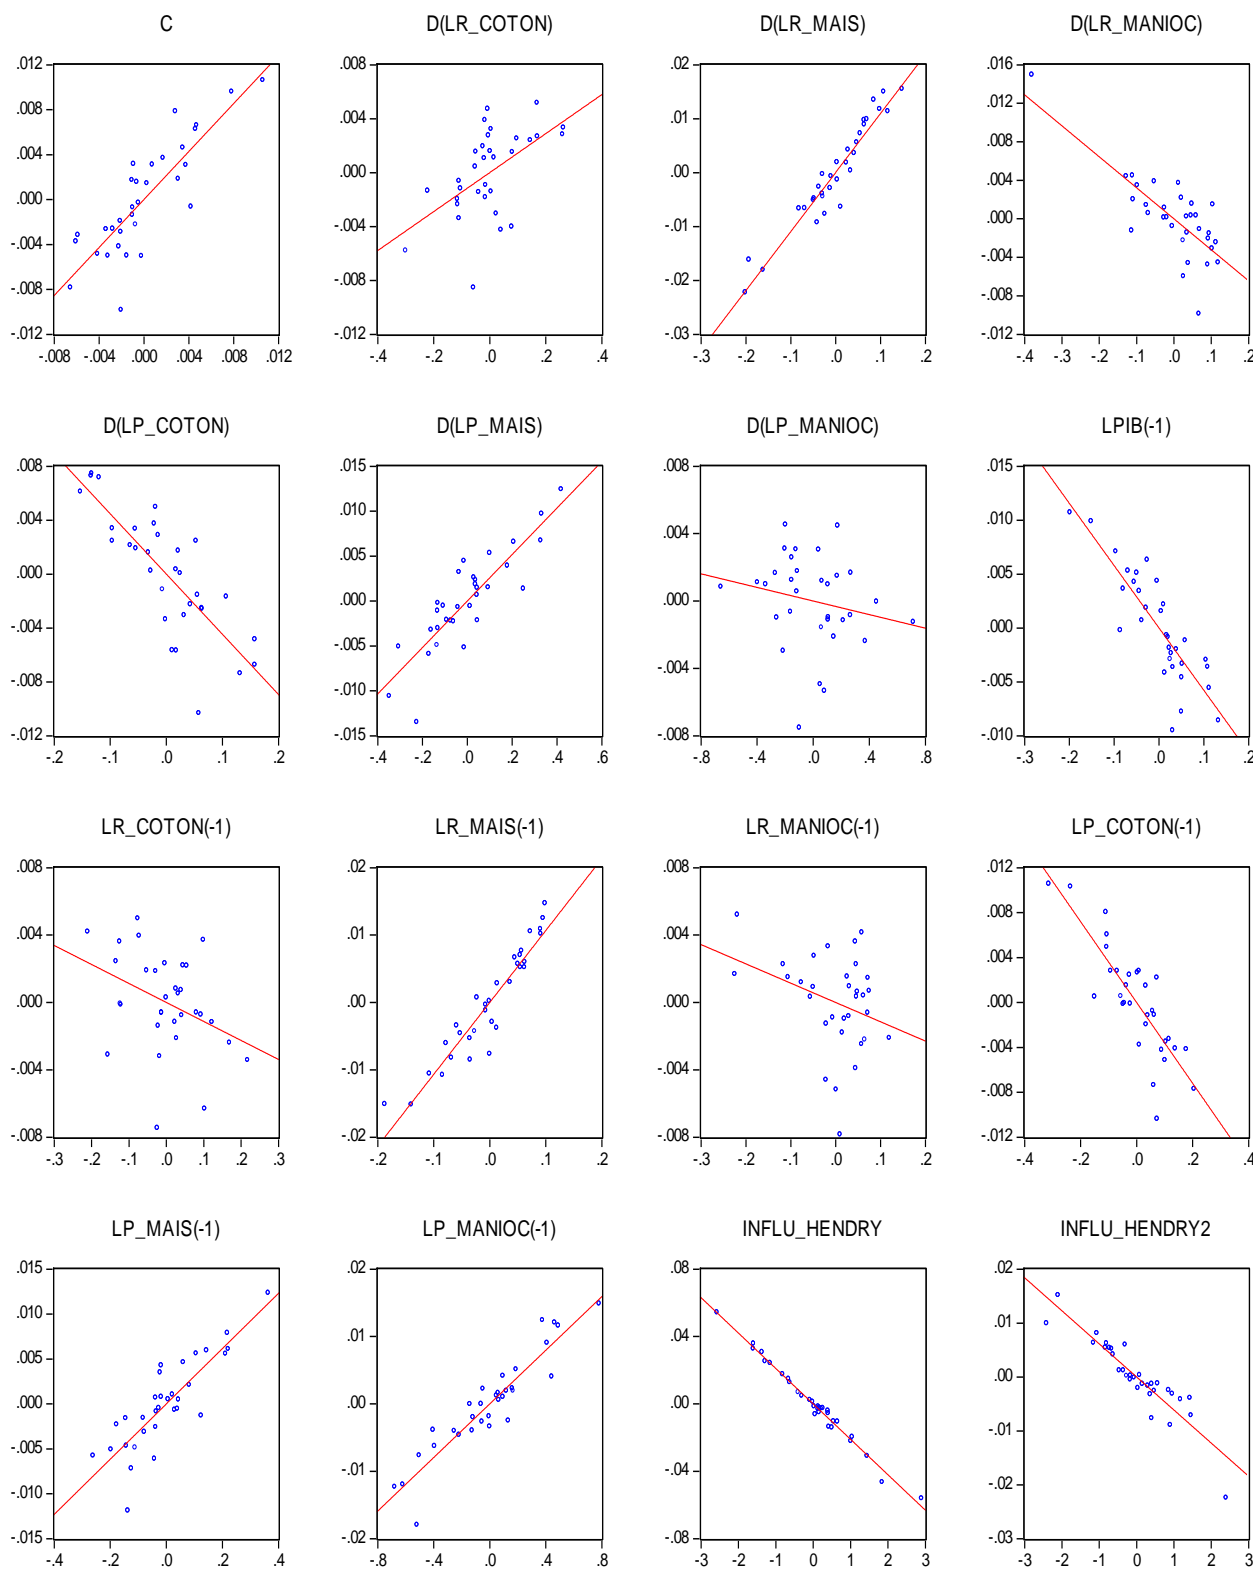 C D(LR_COTON) D(LR_MAIS) D(LR_MANIOC)
.012 .008 .02 .016
.008 .004 .01 .012
.004 .000 .00 .008
.000 -.004 -.01 .004
-.004 -.008 -.02 .000
-.008 -.012 -.03 -.004
-.012 -.008
-.012
-.008 -.004 .000 .004 .008 .012 -.4 -.2 .0 .2 .4 -.3 -.2 -.1 .0 .1 .2 -.4 -.3 -.2 -.1 .0 .1 .2
D(LP_COTON) D(LP_MAIS) D(LP_MANIOC) LPIB(-1)
.008 .015 .008 .015
.004 .010 .004 .010
.000 .005 .000 .005
-.004 .000 -.004 .000
-.008 -.005 -.008 -.005
-.012 -.010 -.010
-.015
-.2 -.1 .0 .1 .2 -.4 -.2 .0 .2 .4 .6 -.8 -.4 .0 .4 .8 -.3 -.2 -.1 .0 .1 .2
LR_COTON(-1) LR_MAIS(-1) LR_MANIOC(-1) LP_COTON(-1)
.008 .02 .008 .012
.004 .01 .004 .008
.000 .00 .000 .004
-.004 -.01 -.004 .000
-.008 -.02 -.008 -.004
-.008
-.012
-.3 -.2 -.1 .0 .1 .2 .3 -.2 -.1 .0 .1 .2 -.3 -.2 -.1 .0 .1 .2 -.4 -.2 .0 .2 .4
LP_MAIS(-1) LP_MANIOC(-1) INFLU_HENDRY INFLU_HENDRY2
.015 .02 .08 .02
.010 .01 .04 .01
.005 .00 .00 .00
.000 -.01 -.04 -.01
-.005 -.02 -.08 -.02
-.010 -.03
-.015
-.4 -.2 .0 .2 .4 -.8 -.4 .0 .4 .8 -3 -2 -1 0 1 2 3 -3 -2 -1 0 1 2 3